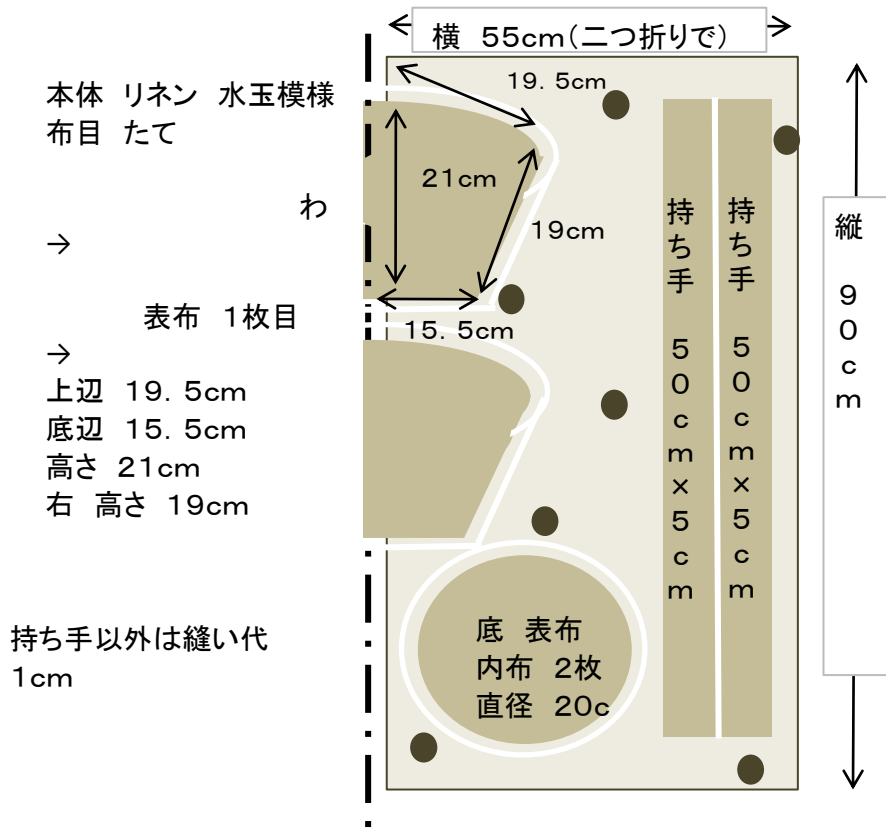 横 55cm(二つ折りで)
19.5cm
本体 リネン 水玉模様
布目 たて
21cm
わ
→
19cm
表布 1枚目
15.5cm
→
上辺 19.5cm
底辺 15.5cm
高さ 21cm
右 高さ 19cm
持ち手 50cm×5cm
持ち手 50cm×5cm
縦 90cm
持ち手以外は縫い代
1cm
底 表布
内布 2枚
直径 20c